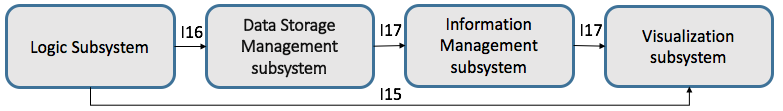 Logic Subsystem
I16
Data Storage
Management
subsystem
I17
Information
Management
subsystem
I17
Visualization
subsystem
I15